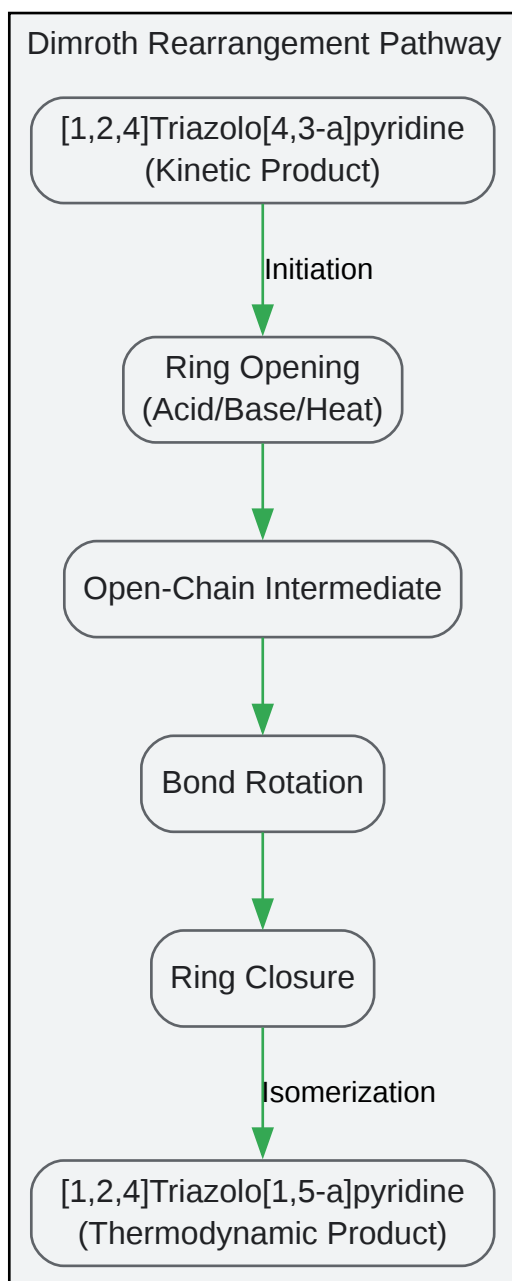 Dimroth Rearrangement Pathway
[1,2,4]Triazolo[4,3-a]pyridine
(Kinetic Product)
Initiation
Ring Opening
(Acid/Base/Heat)
Open-Chain Intermediate
Bond Rotation
Ring Closure
Isomerization
[1,2,4]Triazolo[1,5-a]pyridine
(Thermodynamic Product)